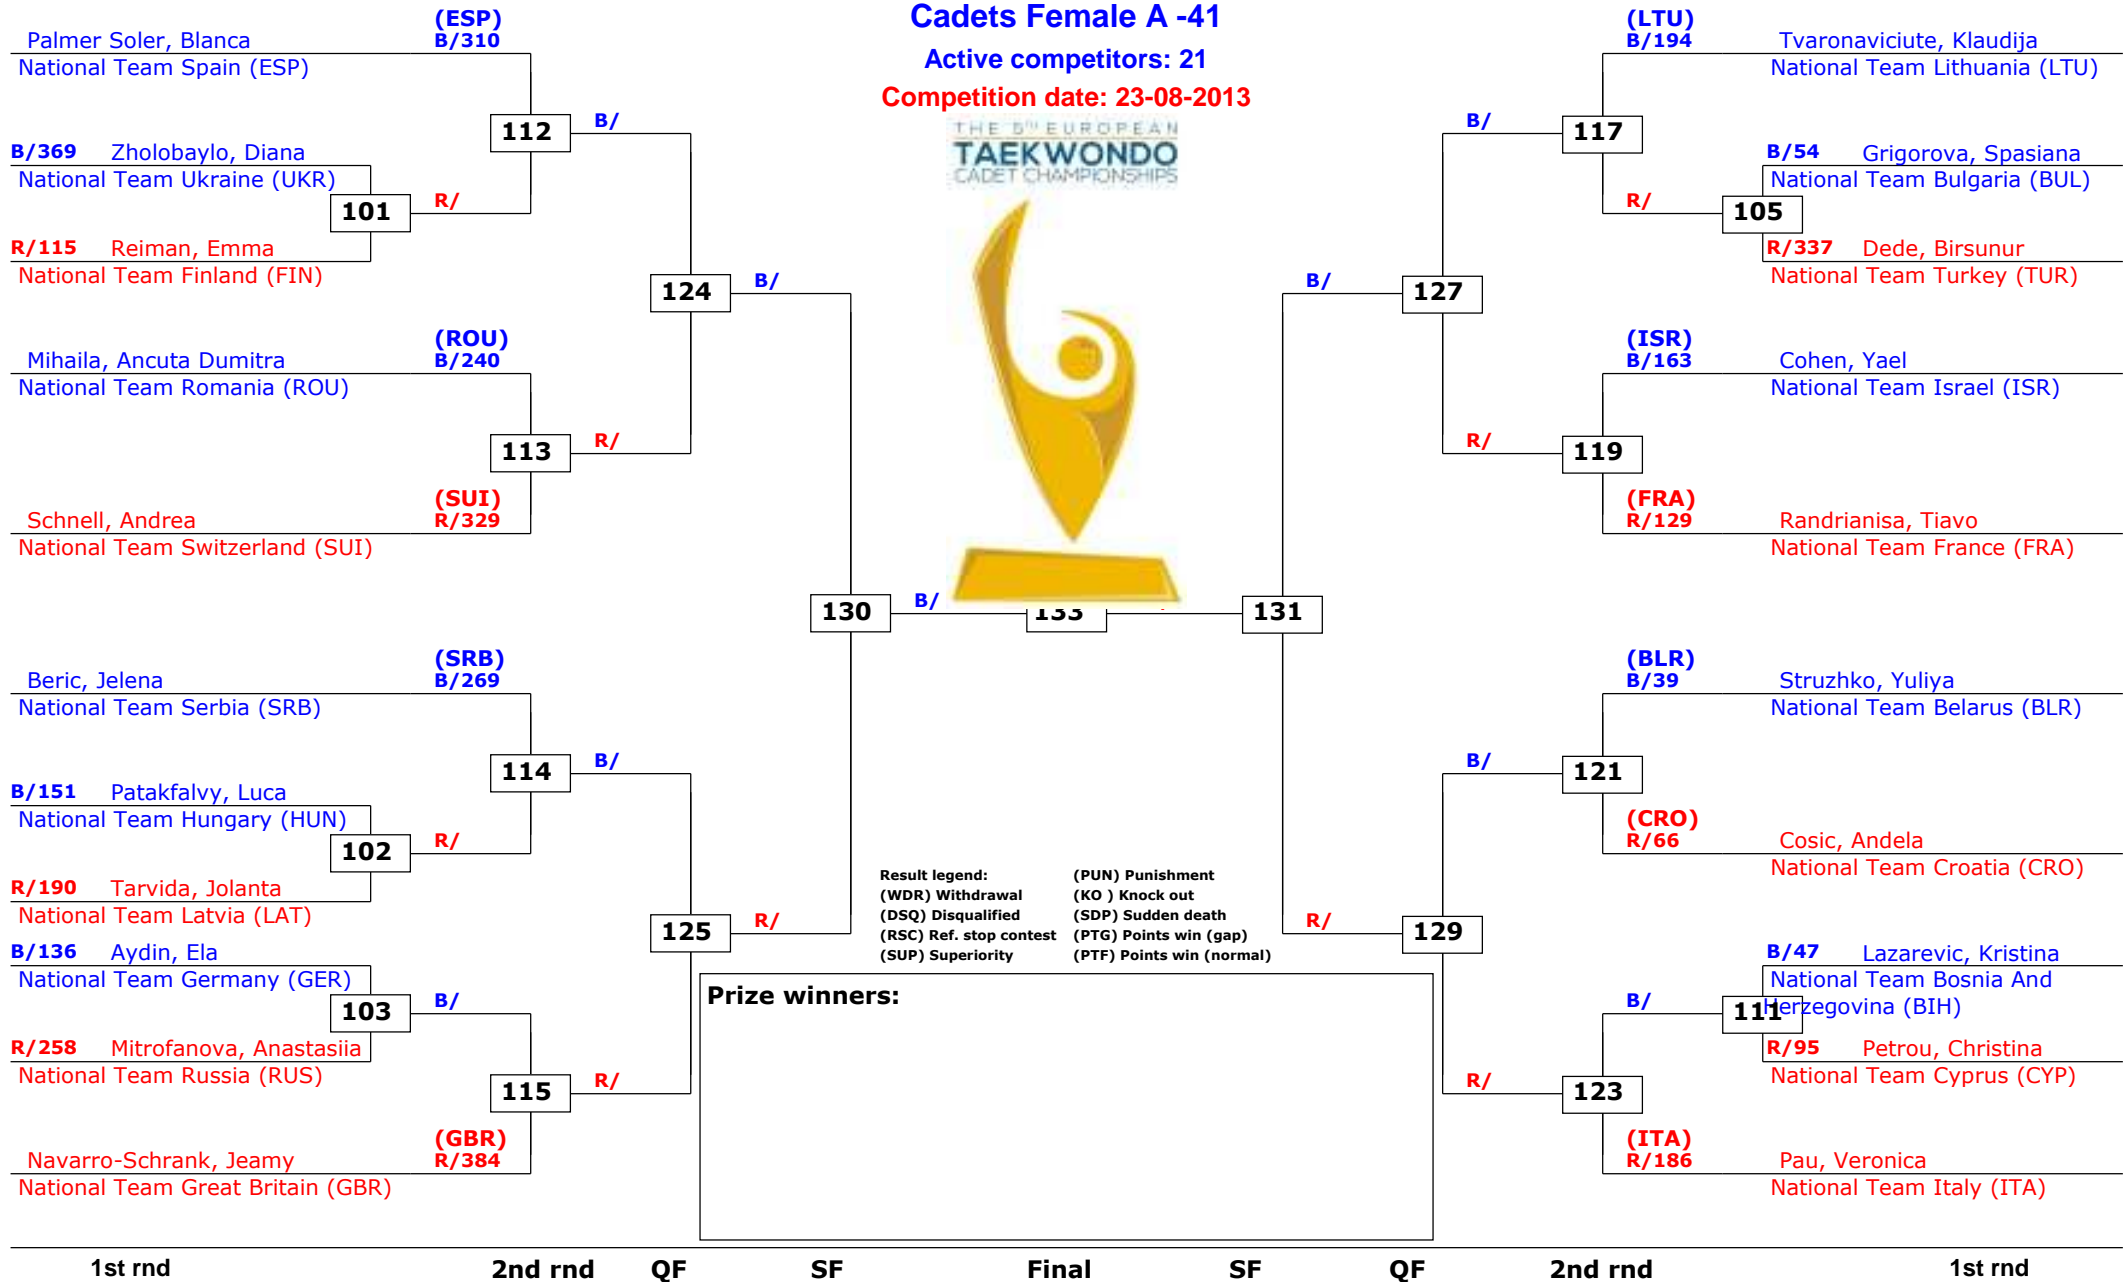 Cadets Female A -41
Active competitors: 21
Competition date: 23-08-2013
THE 5TH EUROPEAN
TAEKWONDO
CADET CHAMPIONSHIPS
(ESP)
Palmer Soler, Blanca B/310
National Team Spain (ESP)
112 B/
B/369 Zholobaylo, Diana
National Team Ukraine (UKR)
101 R/
R/115 Reiman, Emma
National Team Finland (FIN)
124 B/
(ROU)
Mihaila, Ancuta Dumitra B/240
National Team Romania (ROU)
113 R/
(SUI)
Schnell, Andrea R/329
National Team Switzerland (SUI)
130 B/ 133 131
(SRB)
Beric, Jelena B/269
National Team Serbia (SRB)
114 B/
B/151 Patakfalvy, Luca
National Team Hungary (HUN)
102 R/
R/190 Tarvida, Jolanta
National Team Latvia (LAT)
125 R/
B/136 Aydin, Ela
National Team Germany (GER)
103 B/
R/258 Mitrofanova, Anastasiia
National Team Russia (RUS)
115 R/
(GBR)
Navarro-Schrank, Jeamy R/384
National Team Great Britain (GBR)
(LTU)
B/194 Tvaronaviciute, Klaudija
National Team Lithuania (LTU)
B/ 117
B/54 Grigorova, Spasiana
National Team Bulgaria (BUL)
R/ 105
R/337 Dede, Birsunur
National Team Turkey (TUR)
B/ 127
(ISR)
B/163 Cohen, Yael
National Team Israel (ISR)
R/ 119
(FRA)
R/129 Randrianisa, Tiavo
National Team France (FRA)
(BLR)
B/39 Struzhko, Yuliya
National Team Belarus (BLR)
B/ 121
(CRO)
R/66 Cosic, Andela
National Team Croatia (CRO)
R/ 129
B/47 Lazarevic, Kristina
National Team Bosnia And
Herzegovina (BIH)
B/ 111
R/95 Petrou, Christina
National Team Cyprus (CYP)
R/ 123
(ITA)
R/186 Pau, Veronica
National Team Italy (ITA)
Result legend: (PUN) Punishment
(WDR) Withdrawal (KO ) Knock out
(DSQ) Disqualified (SDP) Sudden death
(RSC) Ref. stop contest (PTG) Points win (gap)
(SUP) Superiority (PTF) Points win (normal)
Prize winners:
1st rnd 2nd rnd QF SF Final SF QF 2nd rnd 1st rnd